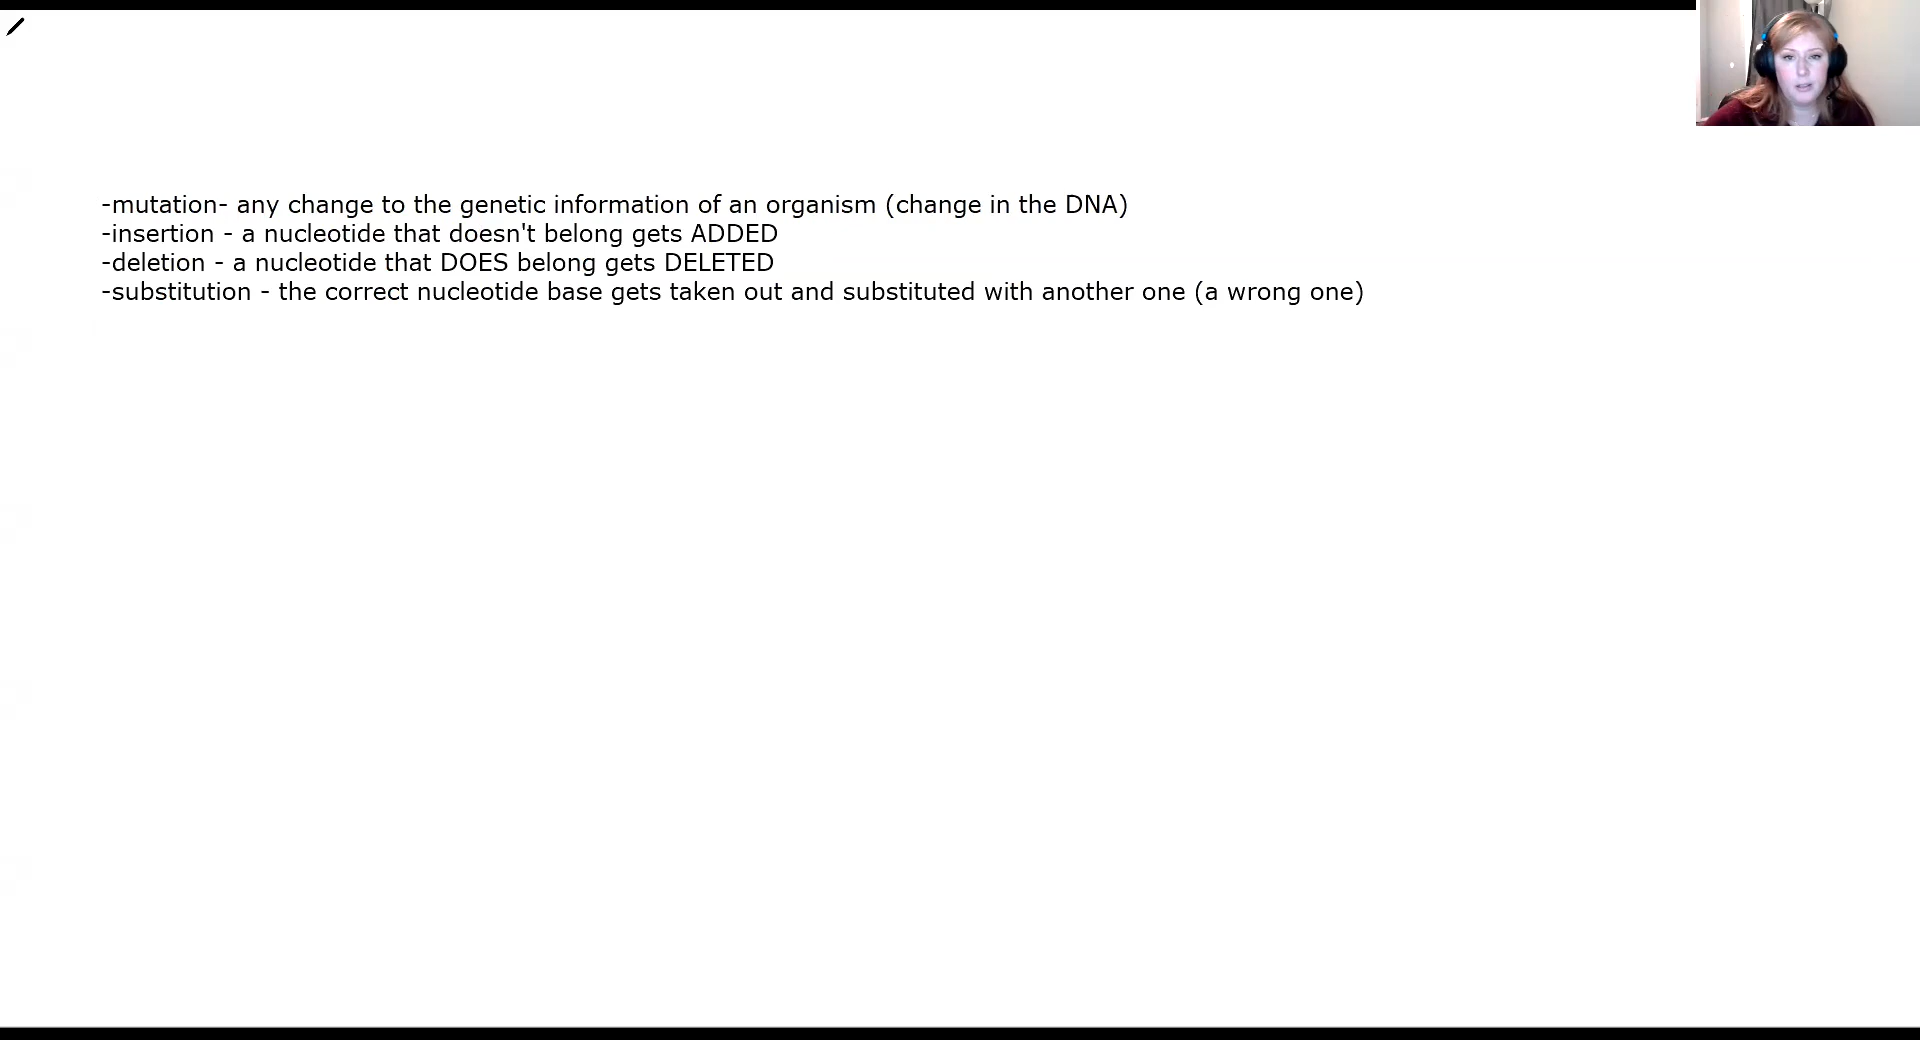 -mutation- any change to the genetic information of an organism (change in the DNA)
-insertion - a nucleotide that doesn't belong gets ADDED
-deletion - a nucleotide that DOES belong gets DELETED
-substitution - the correct nucleotide base gets taken out and substituted with another one (a wrong one)